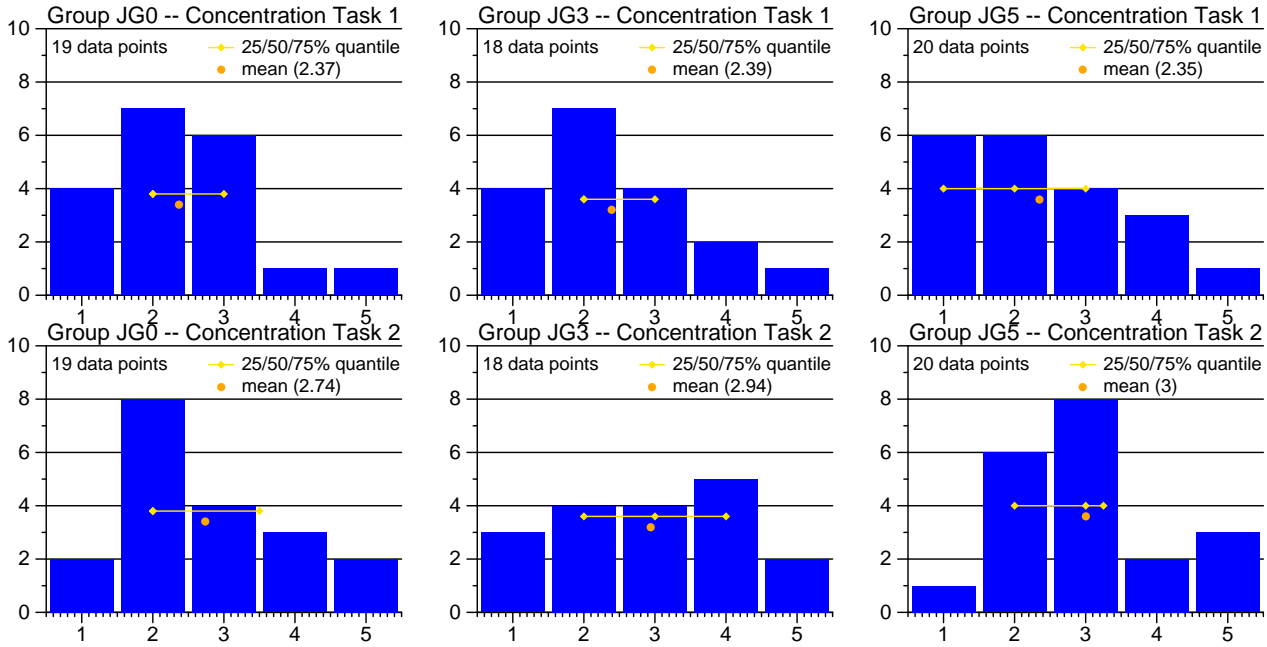 Group JG0 -- Concentration Task 1
10
8
6
4
2
0
19 data points
25/50/75% quantile
mean (2.37)
1 2 3 4 5
Group JG3 -- Concentration Task 1
10
8
6
4
2
0
18 data points
25/50/75% quantile
mean (2.39)
1 2 3 4 5
Group JG5 -- Concentration Task 1
10
8
6
4
2
0
20 data points
25/50/75% quantile
mean (2.35)
1 2 3 4 5
Group JG0 -- Concentration Task 2
10
8
6
4
2
0
19 data points
25/50/75% quantile
mean (2.74)
1 2 3 4 5
Group JG3 -- Concentration Task 2
10
8
6
4
2
0
18 data points
25/50/75% quantile
mean (2.94)
1 2 3 4 5
Group JG5 -- Concentration Task 2
10
8
6
4
2
0
20 data points
25/50/75% quantile
mean (3)
1 2 3 4 5